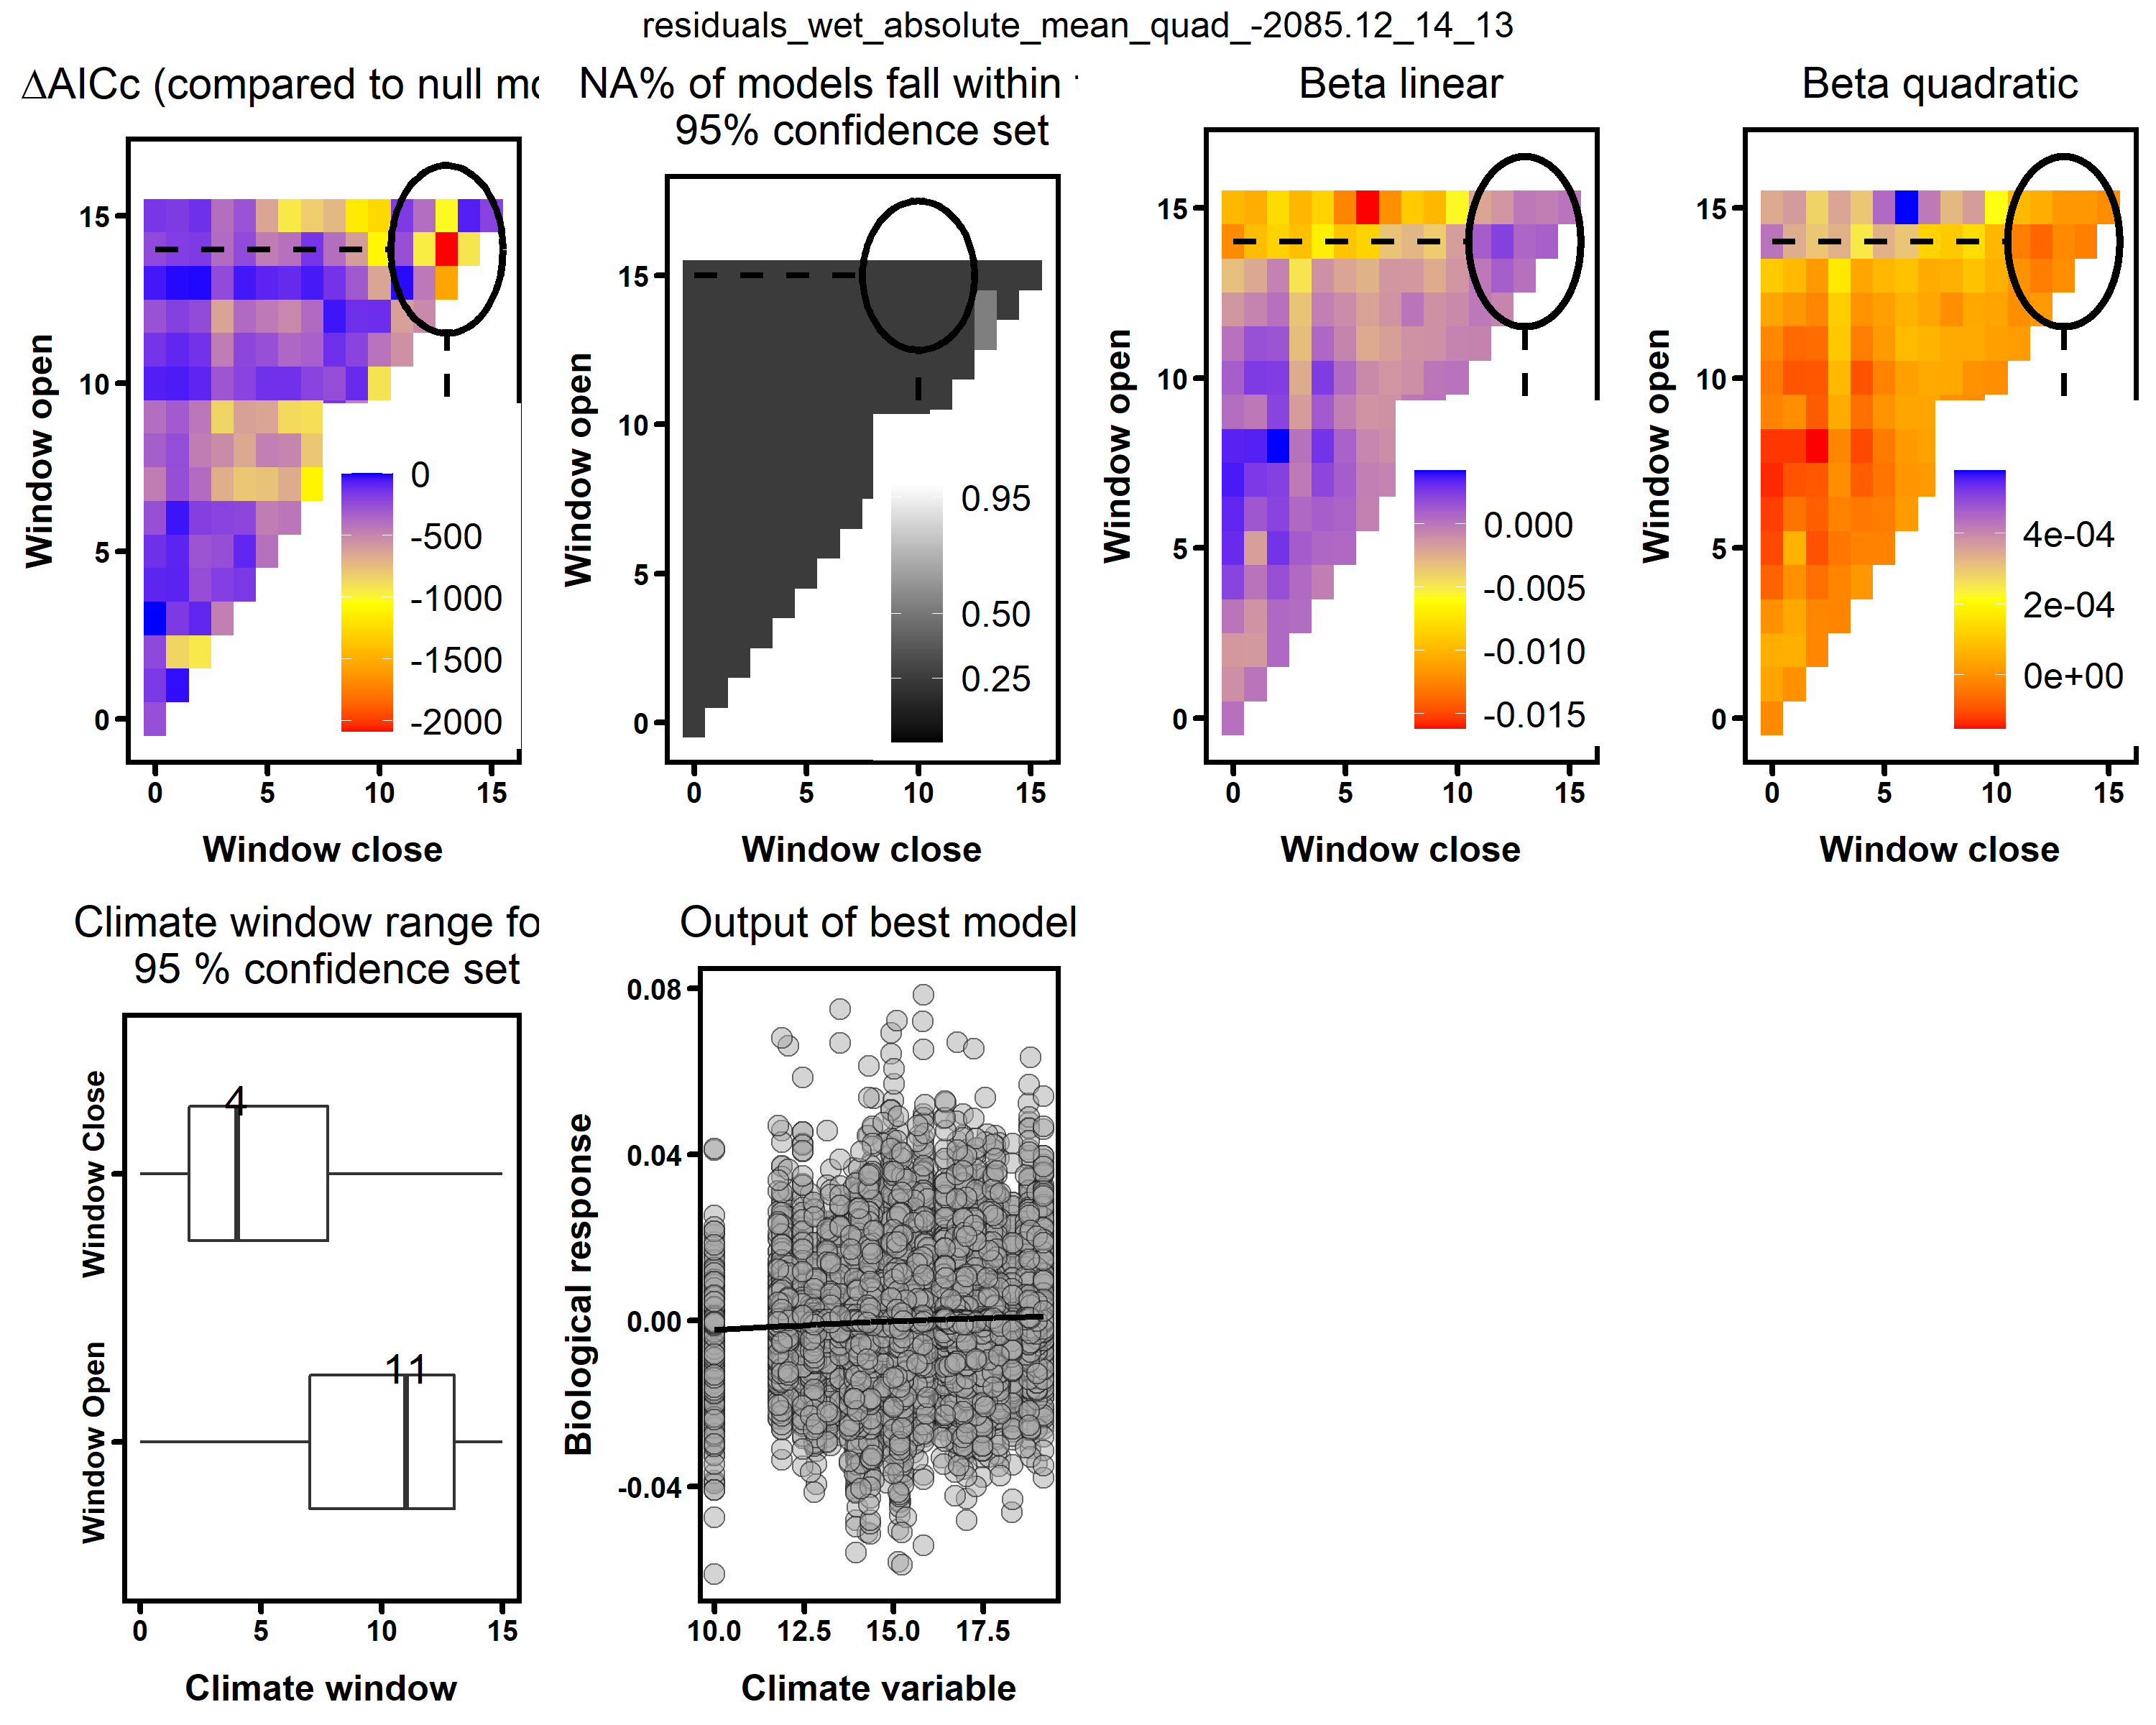 residuals_wet_absolute_mean_quad_-2085.12_14_13
ΔAICc (compared to null mo
15
10
5
0
0
-500
-1000
-1500
-2000
0 5 10 15
Window open
Window close
NA% of models fall within
95% confidence set
15
10
5
0
0.95
0.50
0.25
0 5 10 15
Window open
Window close
Beta linear
15
10
5
0
0.000
-0.005
-0.010
-0.015
0 5 10 15
Window open
Window close
Beta quadratic
15
10
5
0
4e-04
2e-04
0e+00
0 5 10 15
Window open
Window close
Climate window range fo
95 % confidence set
Window Close
4
Window Open
11
0 5 10 15
Climate window
Output of best model
0.08
0.04
0.00
-0.04
10.0 12.5 15.0 17.5
Biological response
Climate variable